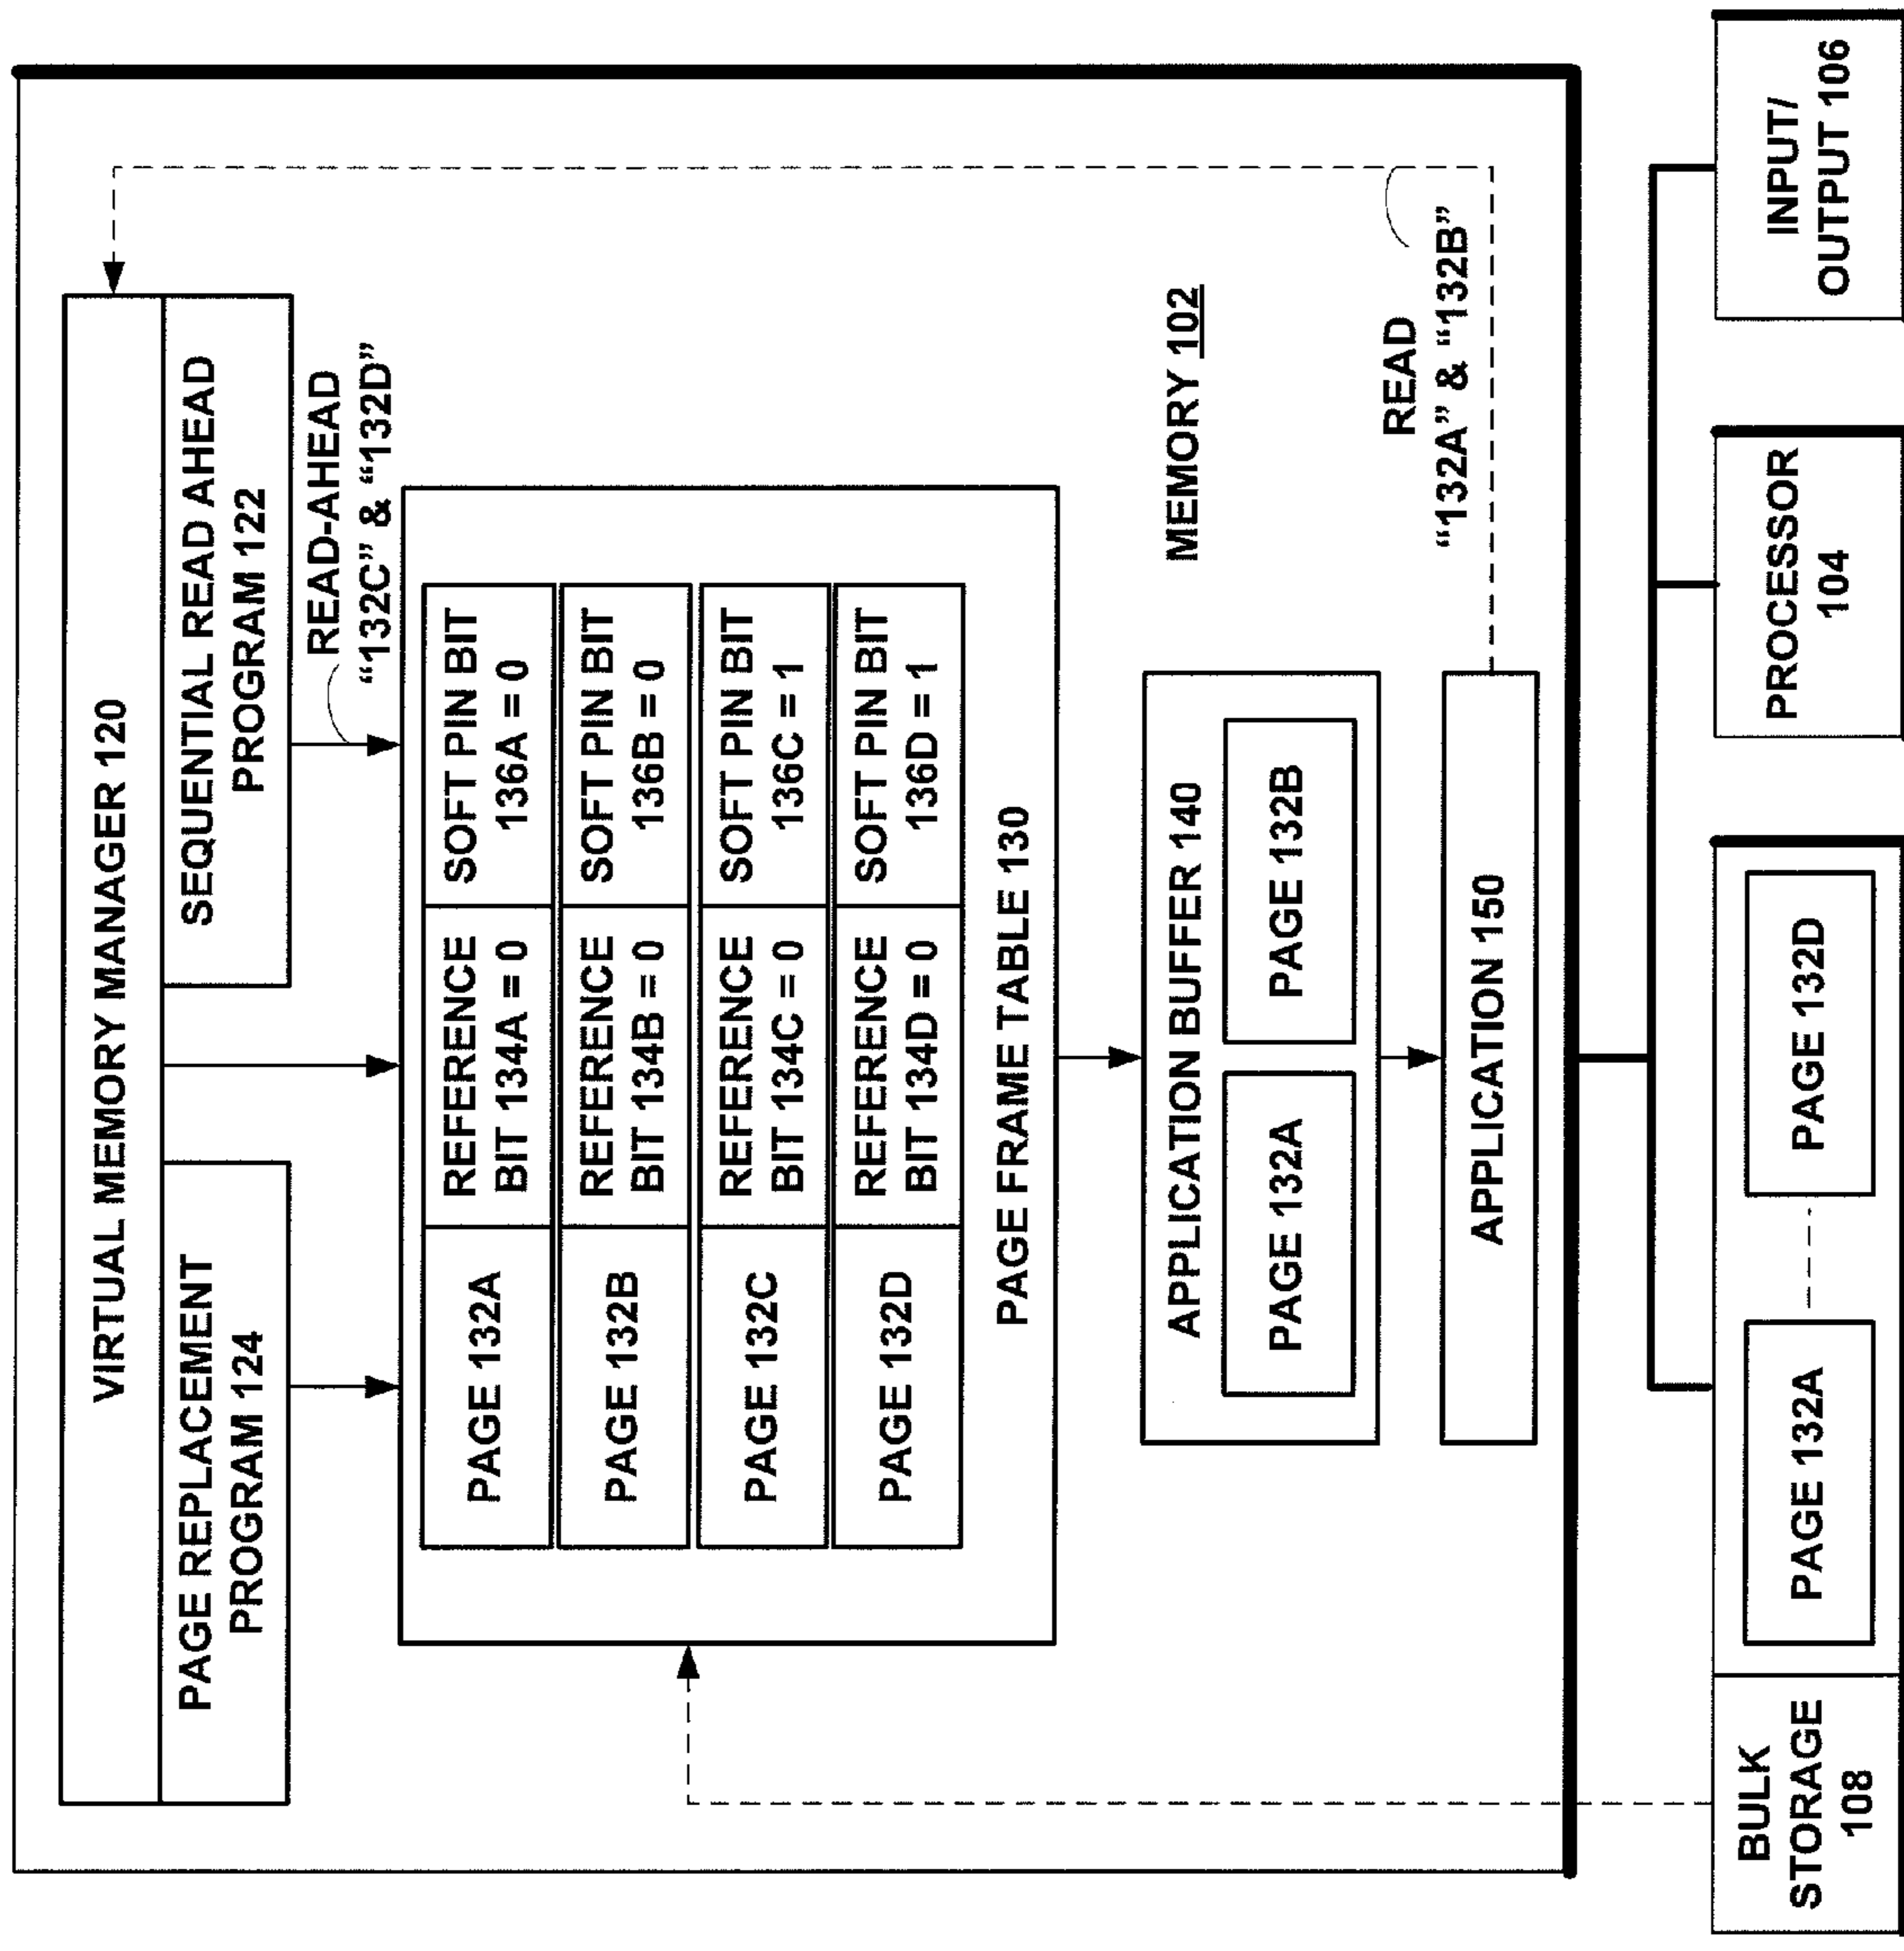 VIRTUAL MEMORY MANAGER 120
PAGE REPLACEMENT
PROGRAM 124
SEQUENTIAL READ AHEAD
PROGRAM 122
READ-AHEAD
“132C” & “132D”
PAGE 132A
REFERENCE
BIT 134A = 0
SOFT PIN BIT
136A = 0
PAGE 132B
REFERENCE
BIT 134B = 0
SOFT PIN BIT
136B = 0
PAGE 132C
REFERENCE
BIT 134C = 0
SOFT PIN BIT
136C = 1
PAGE 132D
REFERENCE
BIT 134D = 0
SOFT PIN BIT
136D = 1
PAGE FRAME TABLE 130
APPLICATION BUFFER 140
PAGE 132A
PAGE 132B
MEMORY 102
APPLICATION 150
READ
“132A” & “132B”
BULK
STORAGE
108
PAGE 132A
PAGE 132D
PROCESSOR
104
INPUT/
OUTPUT 106